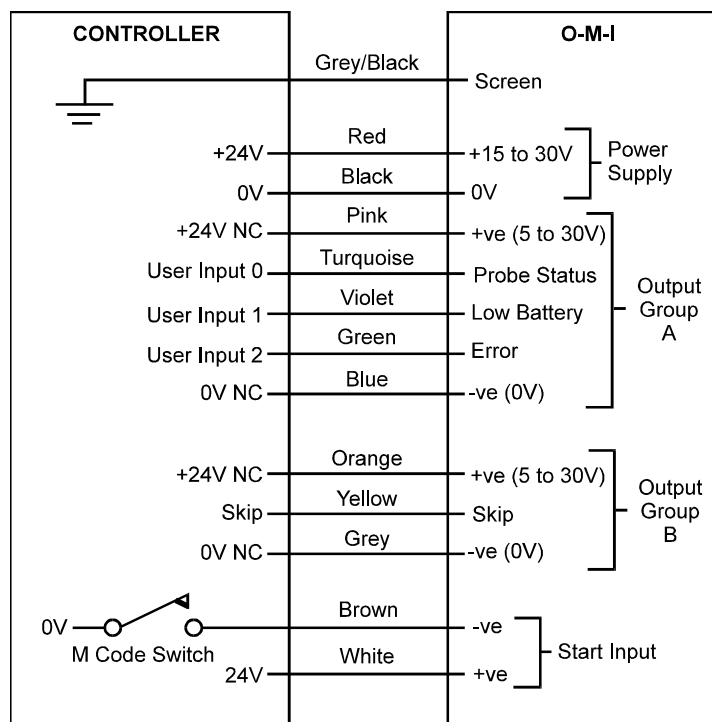 CONTROLLER
O-M-I
Grey/Black
Screen
Red
+24V
+15 to 30V
Power
Supply
Black
0V
0V
Pink
+24V NC
+ve (5 to 30V)
Turquoise
User Input 0
Probe Status
Output
Group
A
Violet
User Input 1
Low Battery
Green
User Input 2
Error
Blue
0V NC
-ve (0V)
Orange
+24V NC
+ve (5 to 30V)
Output
Group
B
Yellow
Skip
Skip
Grey
0V NC
-ve (0V)
Brown
0V
-ve
M Code Switch
Start Input
White
24V
+ve